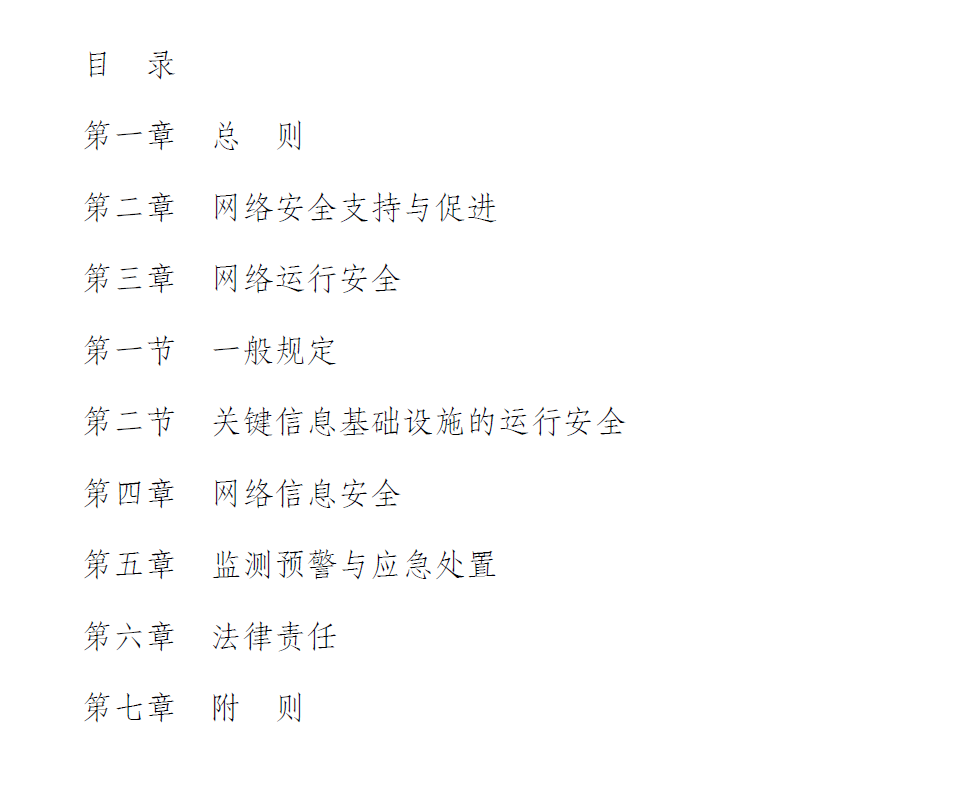 目　录
第一章　总　则
第二章　网络安全支持与促进
第三章　网络运行安全
第一节　一般规定
第二节　关键信息基础设施的运行安全
第四章　网络信息安全
第五章　监测预警与应急处置
第六章　法律责任
第七章　附　则